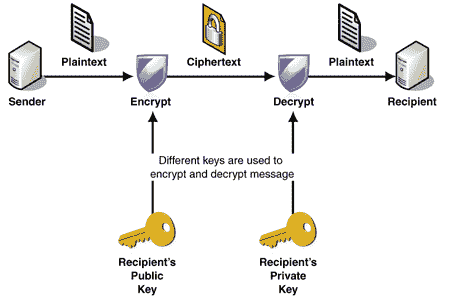 Plaintext
Ciphertext
Plaintext
Sender
Encrypt
Decrypt
Recipient
Different keys are used to
encrypt and decrypt message
Recipient's
Public
Key
Recipient's
Private
Key